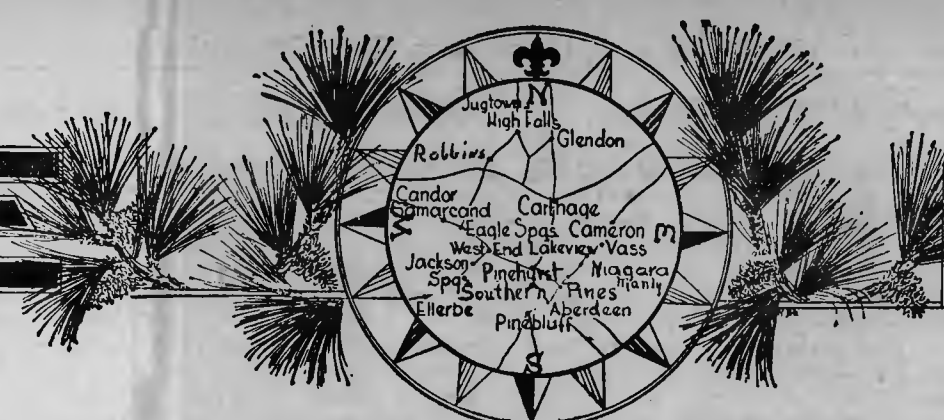 N
Jugtown
High Falls
Glendon
Robbins
Candor
Samarcand
Carthage
Eagle Spgs Cameron
W
E
West End Lakeview Vass
Jackson
Spgs
Pinehurst
Niagara
Manly
Southern Pines
Ellerbe
Aberdeen
Pinebluff
S